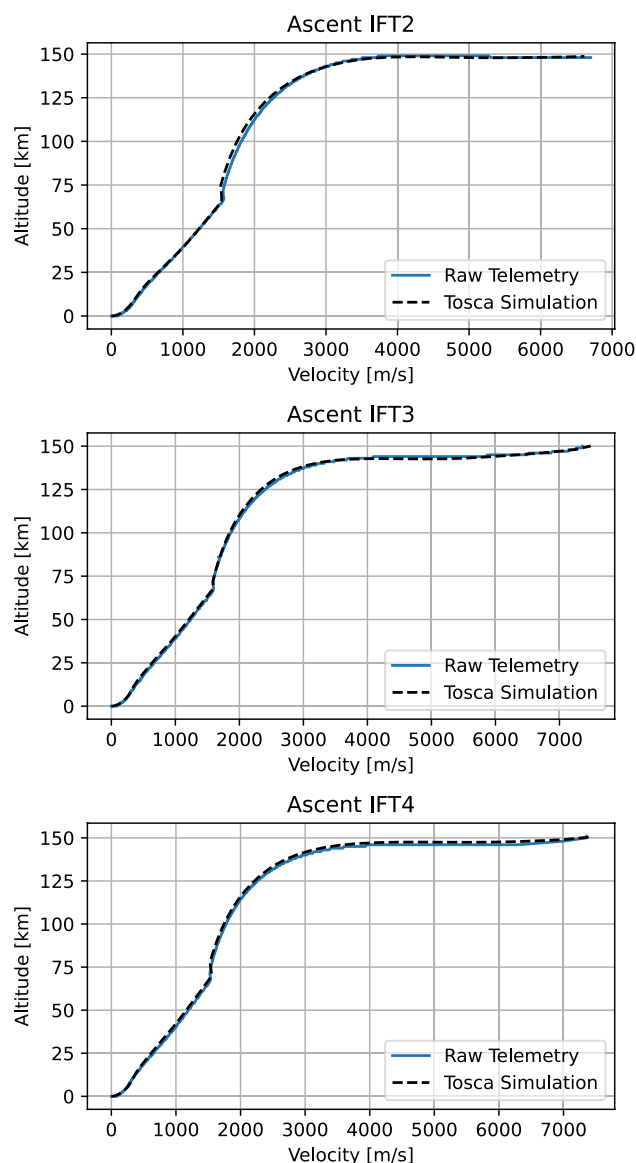 Ascent IFT2
150
125
100
75
50
25
0
Altitude [km]
Raw Telemetry
Tosca Simulation
0 1000 2000 3000 4000 5000 6000 7000
Velocity [m/s]
Ascent IFT3
150
125
100
75
50
25
0
Altitude [km]
Raw Telemetry
Tosca Simulation
0 1000 2000 3000 4000 5000 6000 7000
Velocity [m/s]
Ascent IFT4
150
125
100
75
50
25
0
Altitude [km]
Raw Telemetry
Tosca Simulation
0 1000 2000 3000 4000 5000 6000 7000
Velocity [m/s]